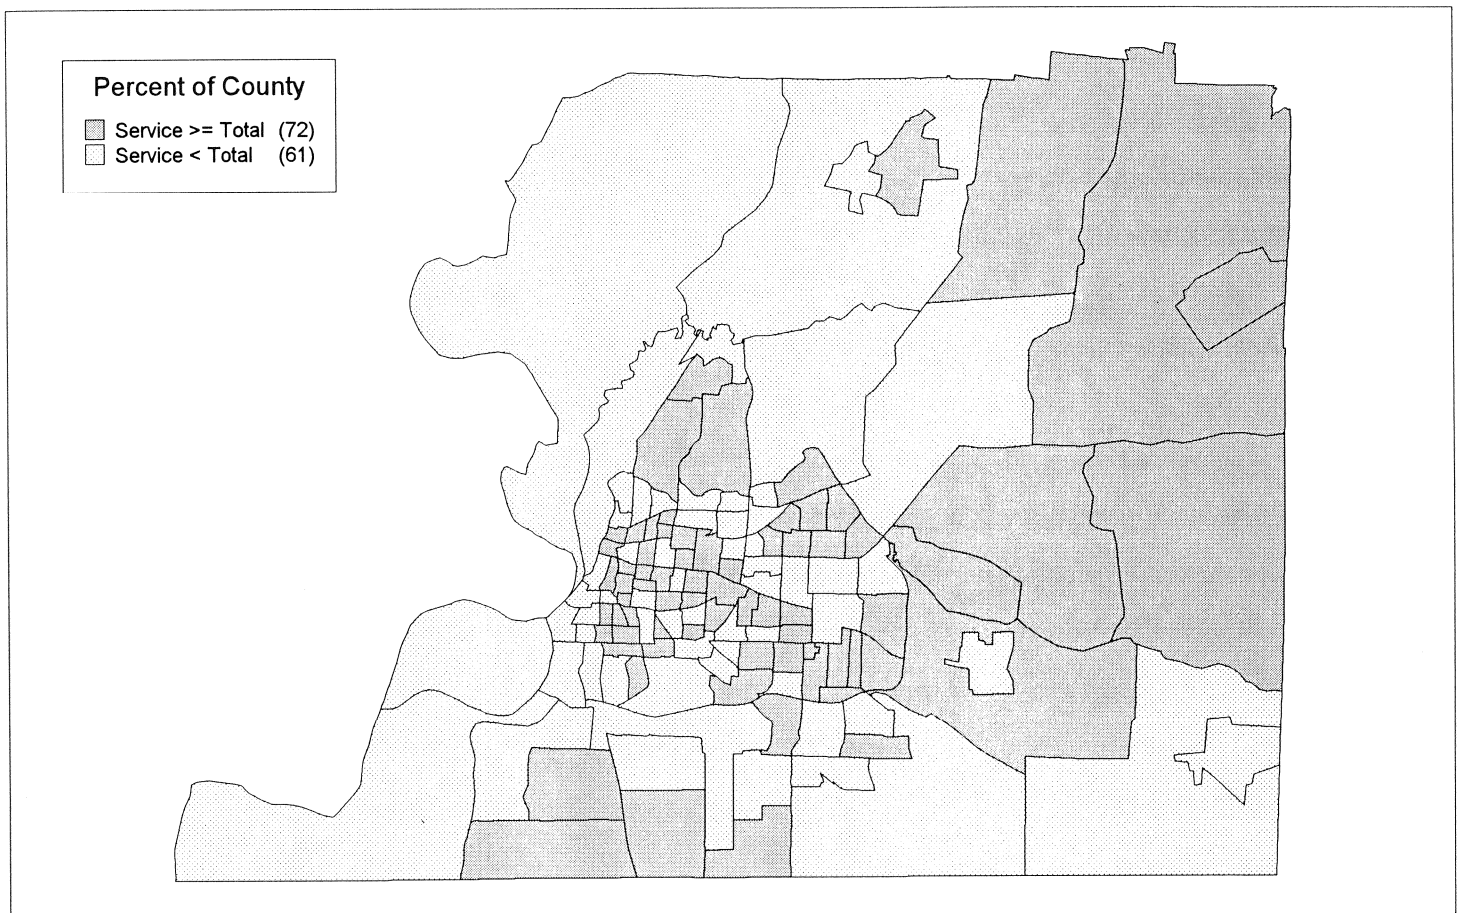 Percent of County
Service >= Total (72)
Service < Total (61)